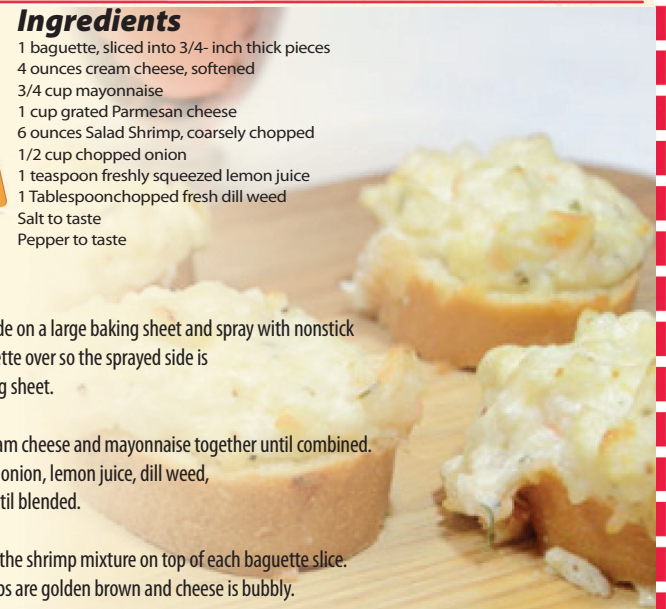 Ingredients
1 baguette, sliced into 3/4- inch thick pieces
4 ounces cream cheese, softened
3/4 cup mayonnaise
1 cup grated Parmesan cheese
6 ounces Salad Shrimp, coarsely chopped
1/2 cup chopped onion
1 teaspoon freshly squeezed lemon juice
1 Tablespoonchopped fresh dill weed
Salt to taste
Pepper to taste
on a large baking sheet and spray with nonstick
over so the sprayed side is
sheet.
cheese and mayonnaise together until combined.
onion, lemon juice, dill weed,
blended.
the shrimp mixture on top of each baguette slice.
are golden brown and cheese is bubbly.